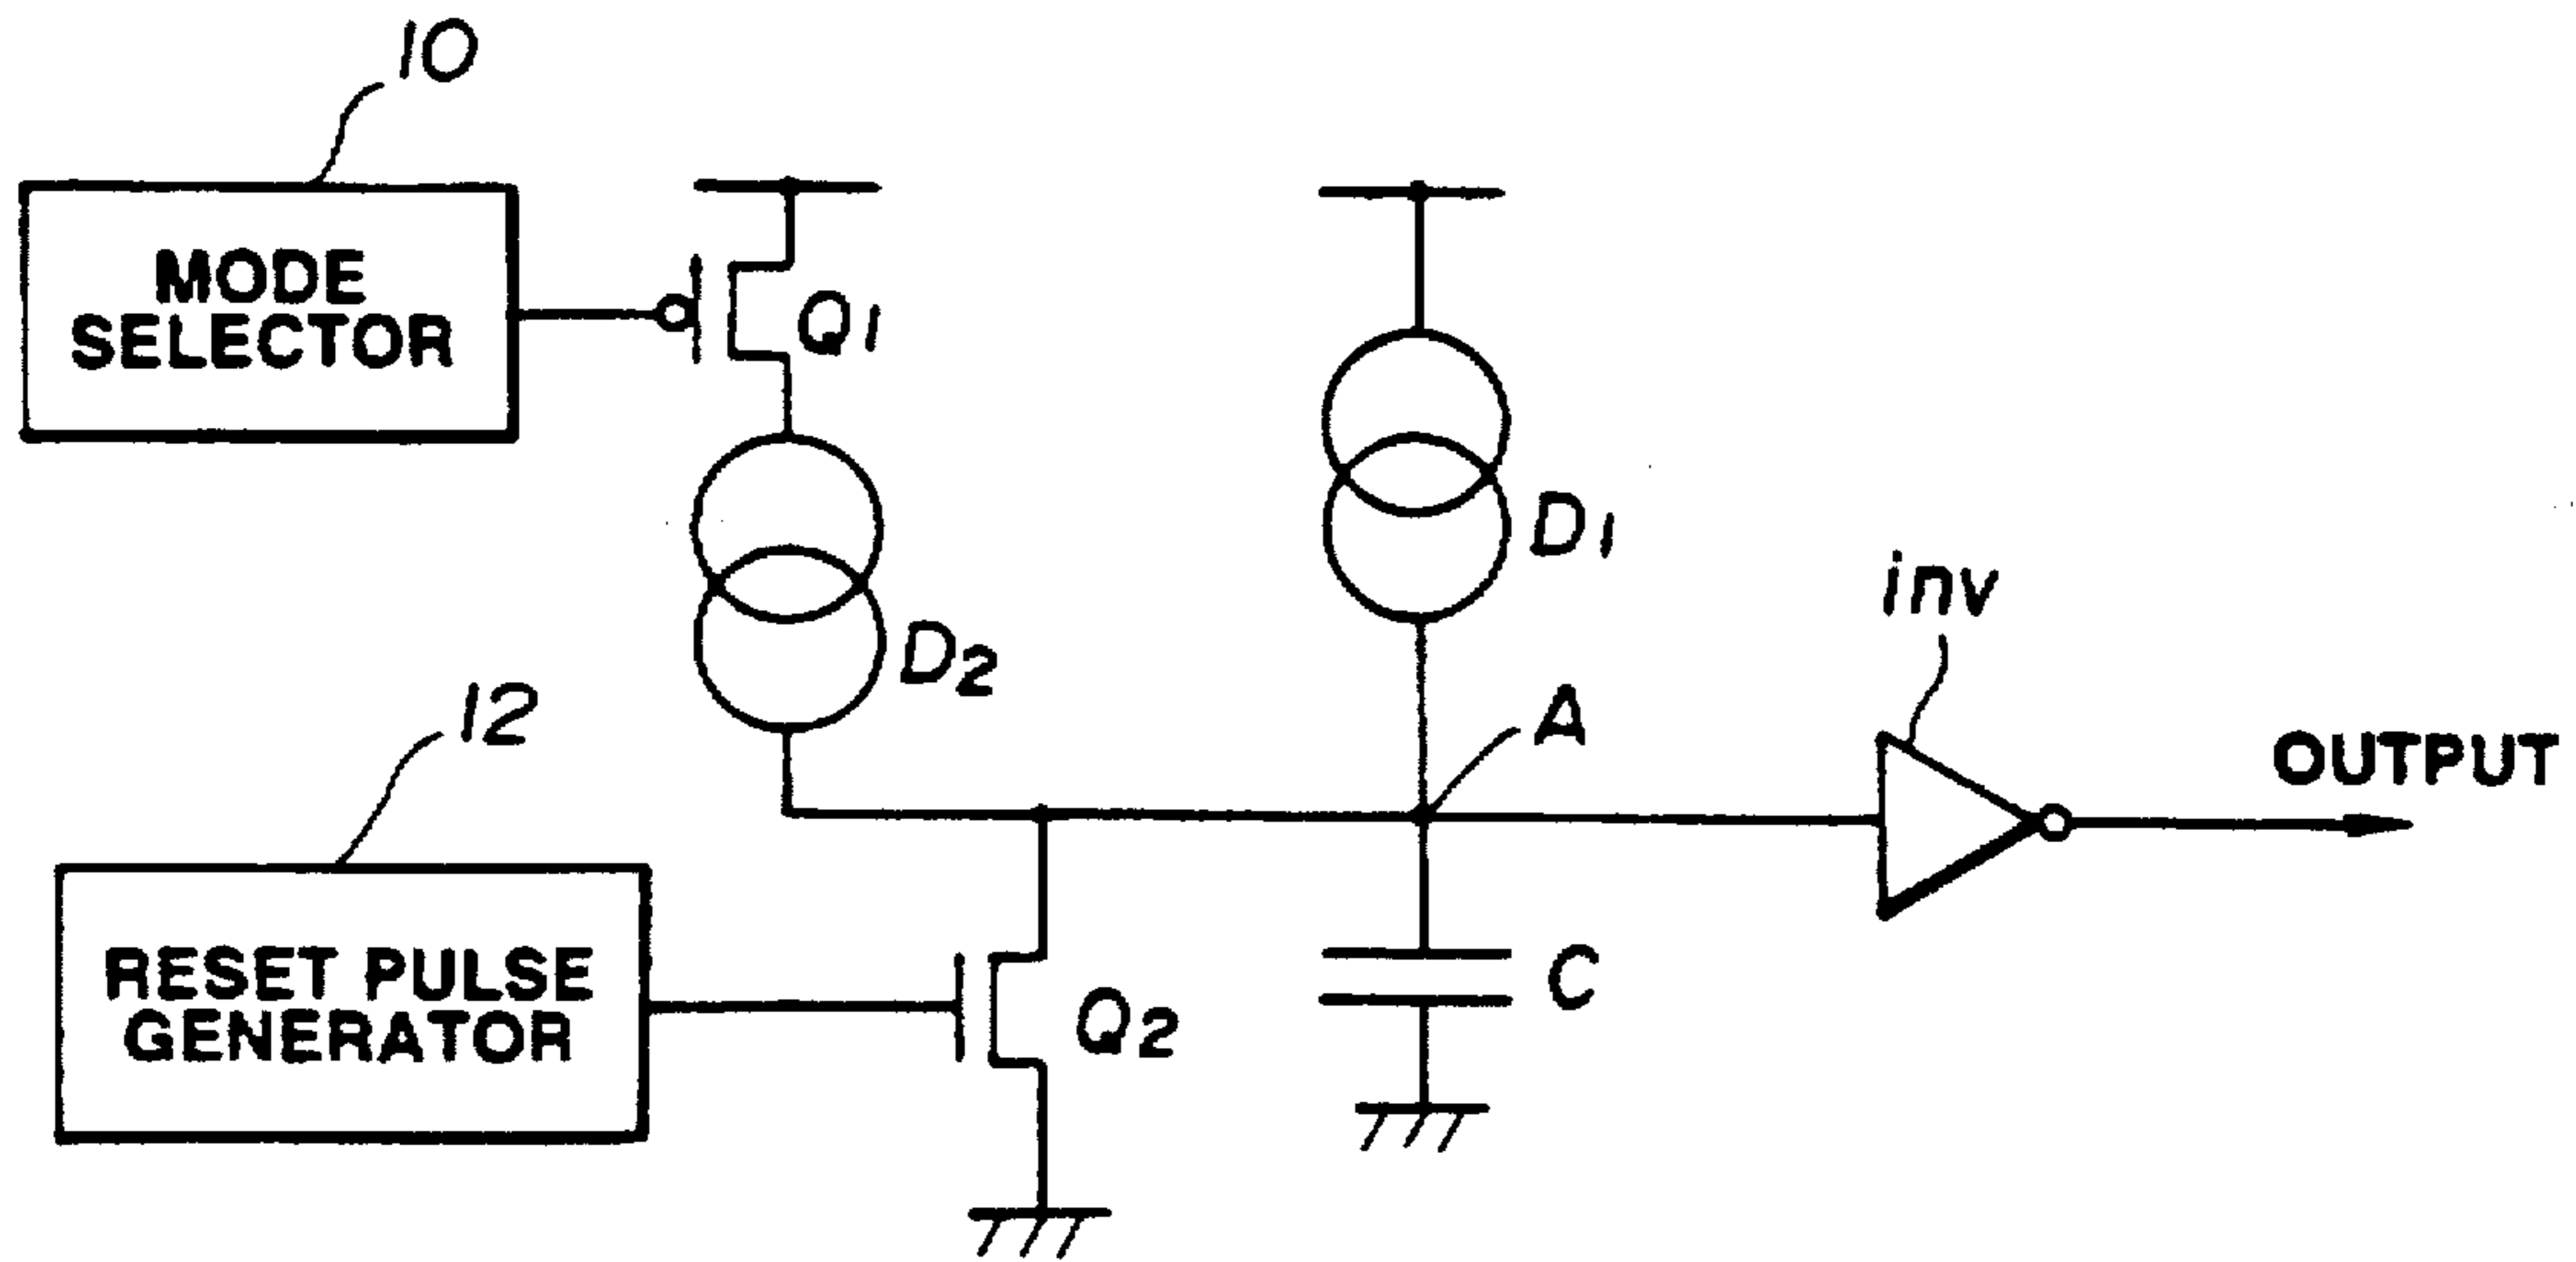 10
MODE
SELECTOR
Q1
D2
D1
A
inv
OUTPUT
12
RESET PULSE
GENERATOR
Q2
C